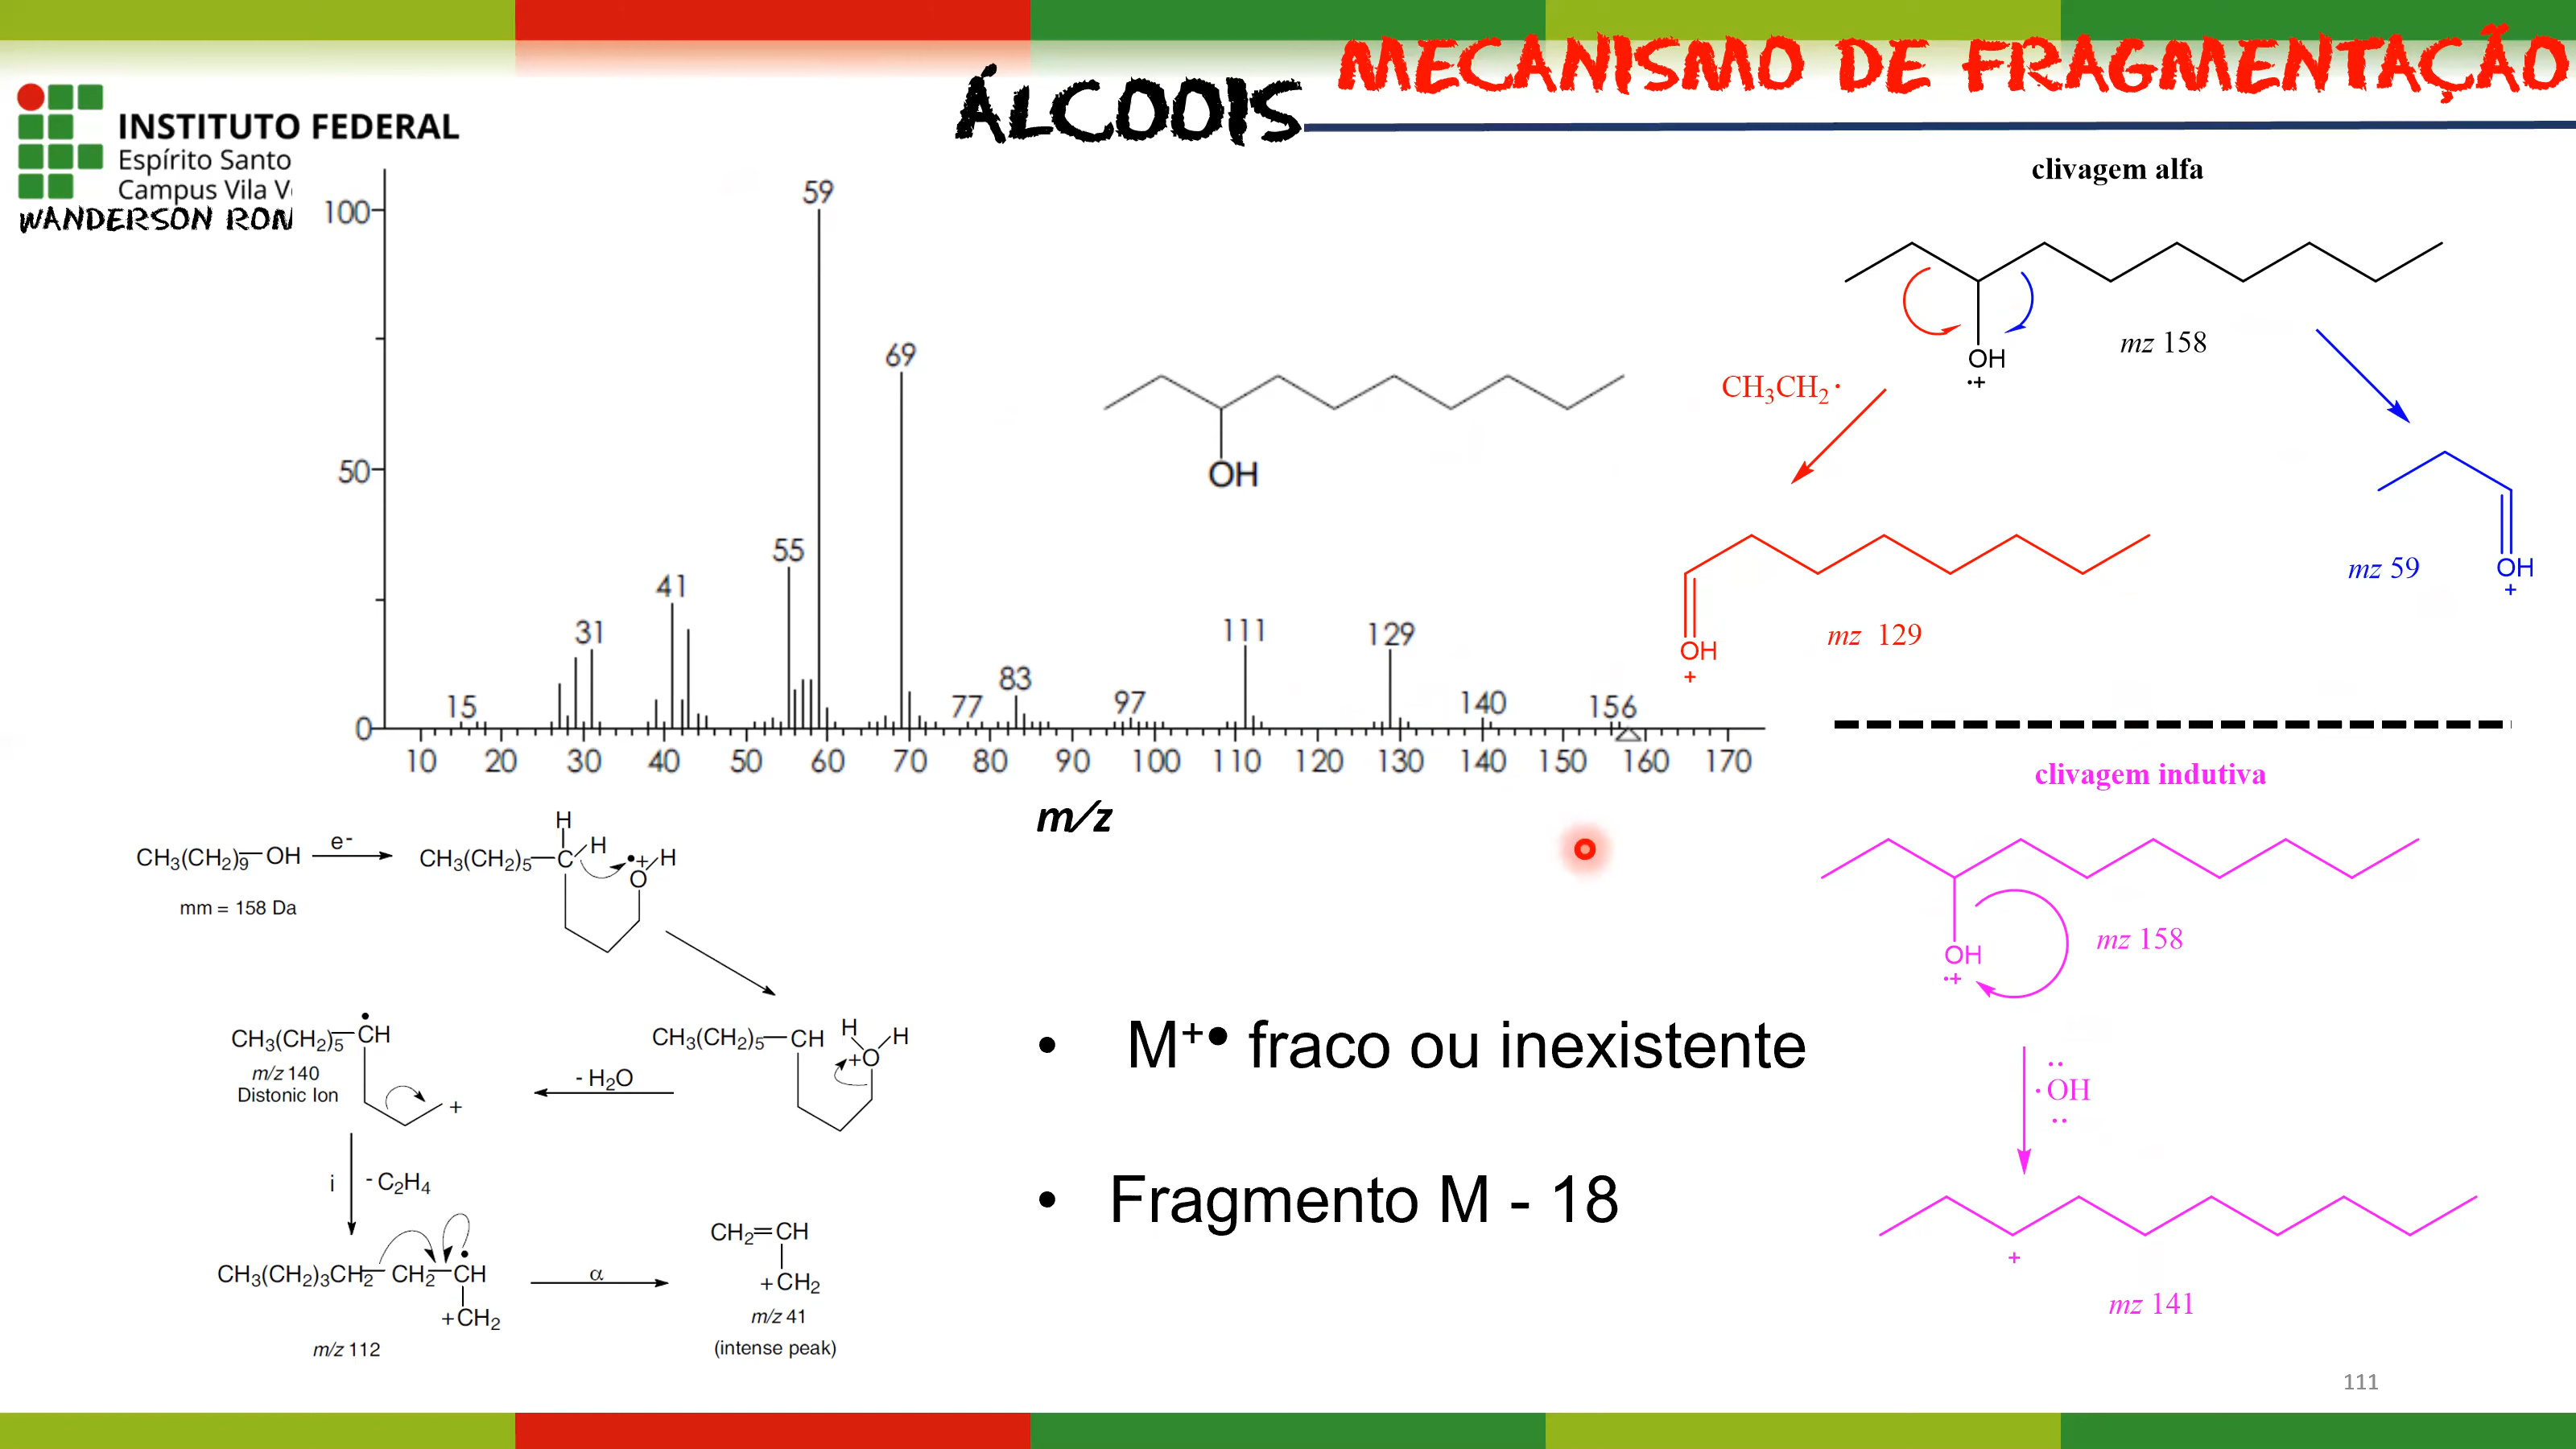 MECANISMO DE FRAGMENTAÇÃO
ÁLCOOIS
INSTITUTO FEDERAL
Espírito Santo
Campus Vila V
WANDERSON ROM
100
50
0
59
69
55
41
31
15
77
83
97
111
129
140
156
10 20 30 40 50 60 70 80 90 100 110 120 130 140 150 160 170
m/z
OH
clivagem alfa
OH
•+
mz 158
CH₃CH₂·
OH
+
mz 129
mz 59
OH
+
clivagem indutiva
OH
•+
mz 158
·OH
+
mz 141
CH₃(CH₂)₉—OH
e-
mm = 158 Da
CH₃(CH₂)₅—C
H
H
•+
H
O
CH₃(CH₂)₅—CH
H
H
+O
- H₂O
CH₃(CH₂)₅—CH
•
+
m/z 140
Distonic Ion
i
- C₂H₄
CH₃(CH₂)₃CH₂—CH₂—CH
•
+CH₂
m/z 112
α
CH₂=CH
+CH₂
m/z 41
(intense peak)
• M⁺• fraco ou inexistente
• Fragmento M - 18
111